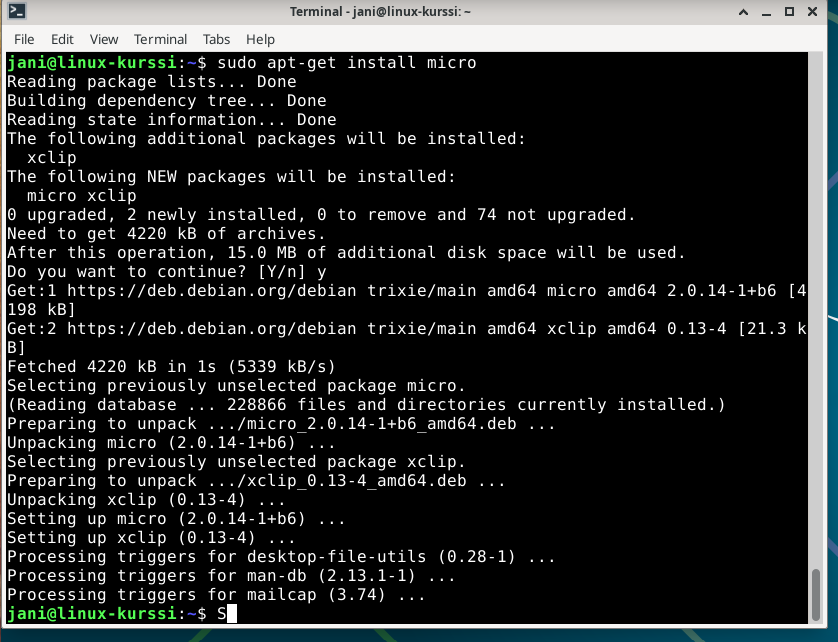 Terminal - jani@linux-kurssi: ~
File Edit View Terminal Tabs Help
jani@linux-kurssi:~$ sudo apt-get install micro
Reading package lists... Done
Building dependency tree... Done
Reading state information... Done
The following additional packages will be installed:
  xclip
The following NEW packages will be installed:
  micro xclip
0 upgraded, 2 newly installed, 0 to remove and 74 not upgraded.
Need to get 4220 kB of archives.
After this operation, 15.0 MB of additional disk space will be used.
Do you want to continue? [Y/n] y
Get:1 https://deb.debian.org/debian trixie/main amd64 micro amd64 2.0.14-1+b6 [4
198 kB]
Get:2 https://deb.debian.org/debian trixie/main amd64 xclip amd64 0.13-4 [21.3 k
B]
Fetched 4220 kB in 1s (5339 kB/s)
Selecting previously unselected package micro.
(Reading database ... 228866 files and directories currently installed.)
Preparing to unpack .../micro_2.0.14-1+b6_amd64.deb ...
Unpacking micro (2.0.14-1+b6) ...
Selecting previously unselected package xclip.
Preparing to unpack .../xclip_0.13-4_amd64.deb ...
Unpacking xclip (0.13-4) ...
Setting up micro (2.0.14-1+b6) ...
Setting up xclip (0.13-4) ...
Processing triggers for desktop-file-utils (0.28-1) ...
Processing triggers for man-db (2.13.1-1) ...
Processing triggers for mailcap (3.74) ...
jani@linux-kurssi:~$ S